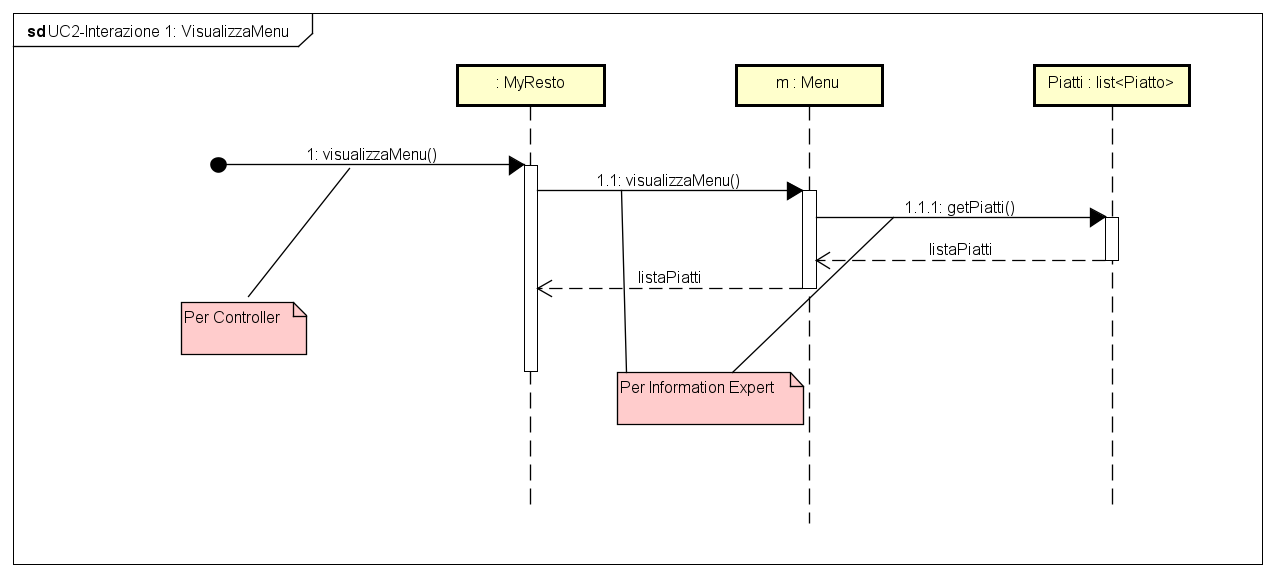 sd UC2-Interazione 1: VisualizzaMenu
: MyResto
m : Menu
Piatti : list<Piatto>
1: visualizzaMenu()
1.1: visualizzaMenu()
1.1.1: getPiatti()
listaPiatti
listaPiatti
Per Controller
Per Information Expert